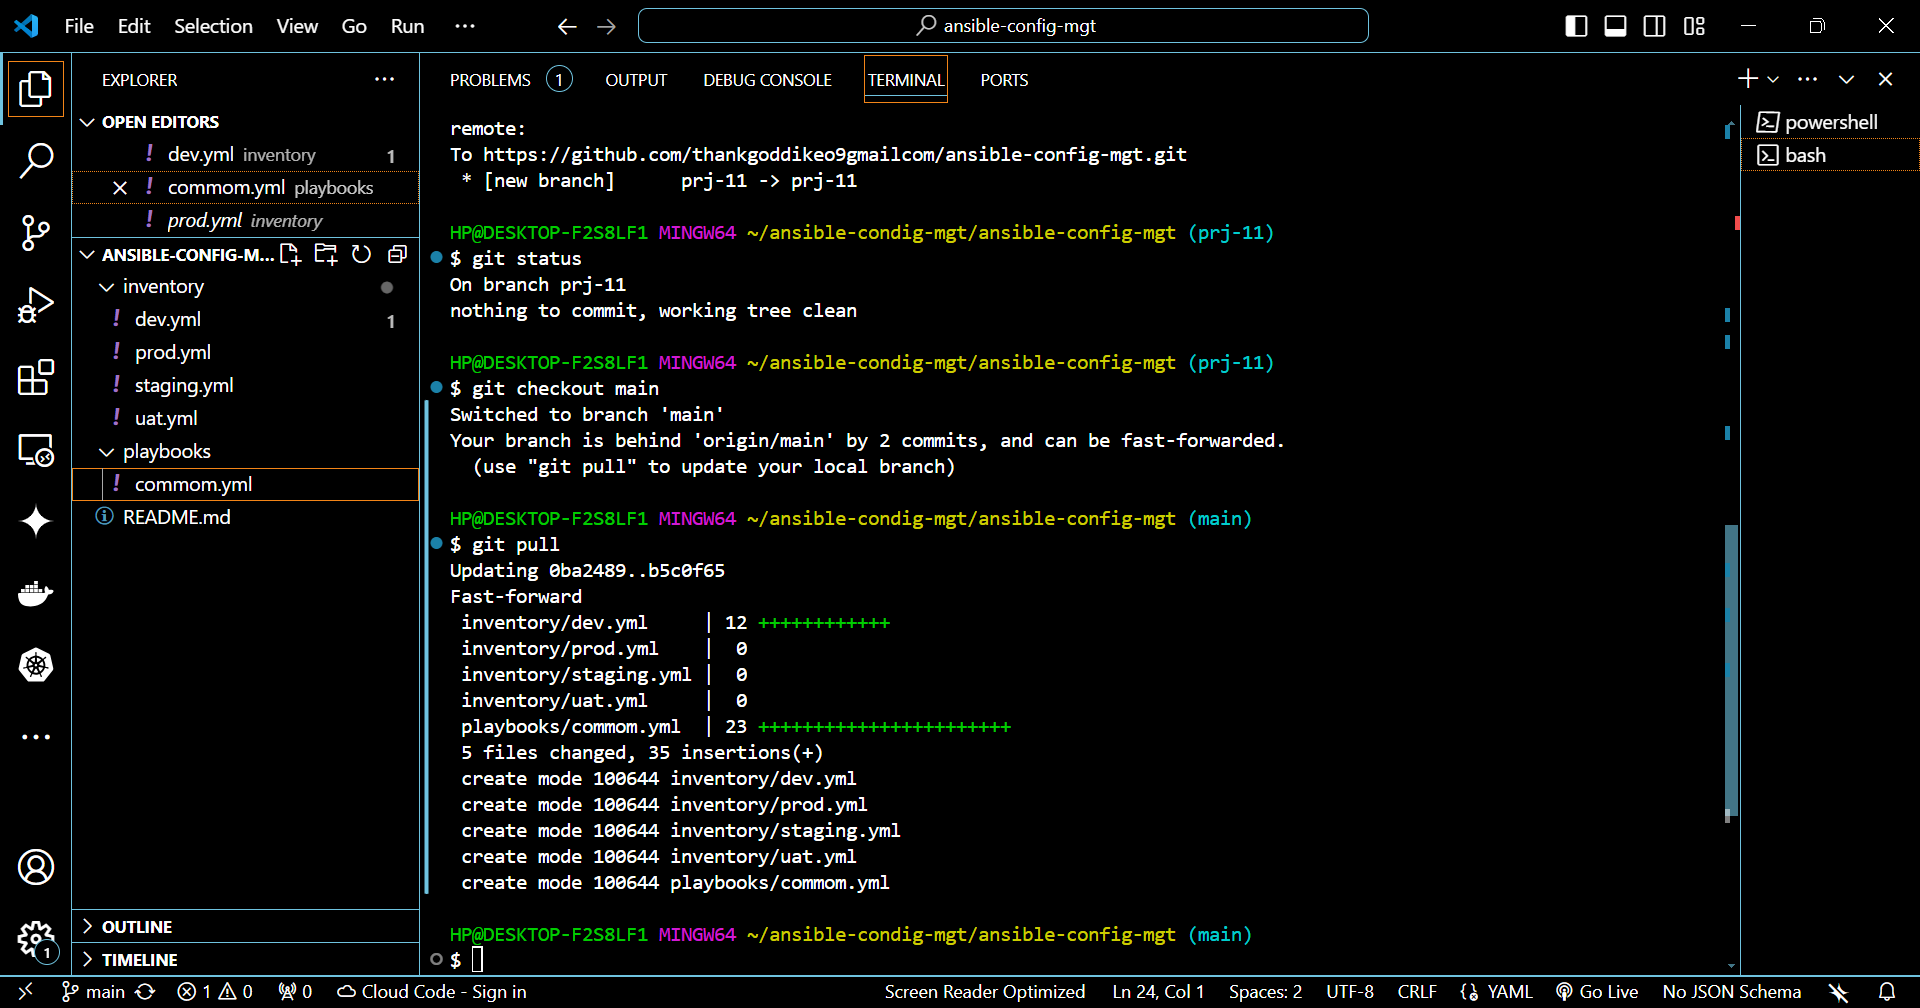 File Edit Selection View Go Run ··· ansible-config-mgt
EXPLORER ···
OPEN EDITORS
! dev.yml inventory 1
! commom.yml playbooks
! prod.yml inventory
ANSIBLE-CONFIG-M...
inventory
! dev.yml 1
! prod.yml
! staging.yml
! uat.yml
playbooks
! commom.yml
README.md
OUTLINE
TIMELINE
1
PROBLEMS 1 OUTPUT DEBUG CONSOLE TERMINAL PORTS
remote:
To https://github.com/thankgoddikeo9gmailcom/ansible-config-mgt.git
* [new branch] prj-11 -> prj-11
HP@DESKTOP-F2S8LF1 MINGW64 ~/ansible-condig-mgt/ansible-config-mgt (prj-11)
$ git status
On branch prj-11
nothing to commit, working tree clean
HP@DESKTOP-F2S8LF1 MINGW64 ~/ansible-condig-mgt/ansible-config-mgt (prj-11)
$ git checkout main
Switched to branch 'main'
Your branch is behind 'origin/main' by 2 commits, and can be fast-forwarded.
(use "git pull" to update your local branch)
HP@DESKTOP-F2S8LF1 MINGW64 ~/ansible-condig-mgt/ansible-config-mgt (main)
$ git pull
Updating 0ba2489..b5c0f65
Fast-forward
inventory/dev.yml | 12 ++++++++++++
inventory/prod.yml | 0
inventory/staging.yml | 0
inventory/uat.yml | 0
playbooks/commom.yml | 23 +++++++++++++++++++++++
5 files changed, 35 insertions(+)
create mode 100644 inventory/dev.yml
create mode 100644 inventory/prod.yml
create mode 100644 inventory/staging.yml
create mode 100644 inventory/uat.yml
create mode 100644 playbooks/commom.yml
HP@DESKTOP-F2S8LF1 MINGW64 ~/ansible-condig-mgt/ansible-config-mgt (main)
$
powershell
bash
main 1 0 0 Cloud Code - Sign in Screen Reader Optimized Ln 24, Col 1 Spaces: 2 UTF-8 CRLF YAML Go Live No JSON Schema